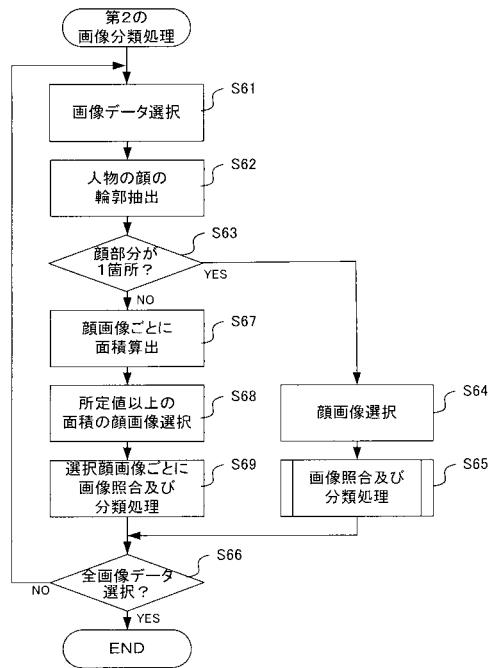 第2の
画像分類処理
S61
画像データ選択
S62
人物の顔の
輪郭抽出
S63
顔部分が
1箇所？
YES
NO
S67
顔画像ごとに
面積算出
S68
所定値以上の
面積の顔画像選択
S64
顔画像選択
S69
選択顔画像ごとに
画像照合及び
分類処理
S65
画像照合及び
分類処理
S66
全画像データ
選択？
NO
YES
END